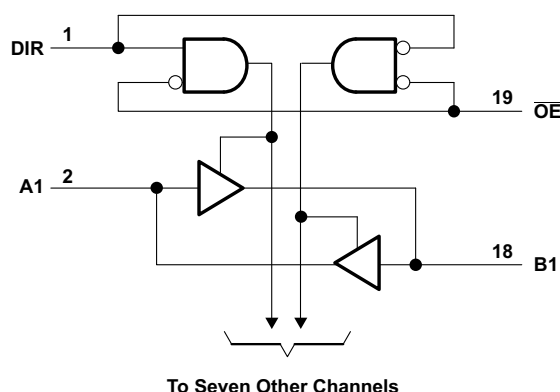 DIR 1
19 OE
A1 2
18 B1
To Seven Other Channels